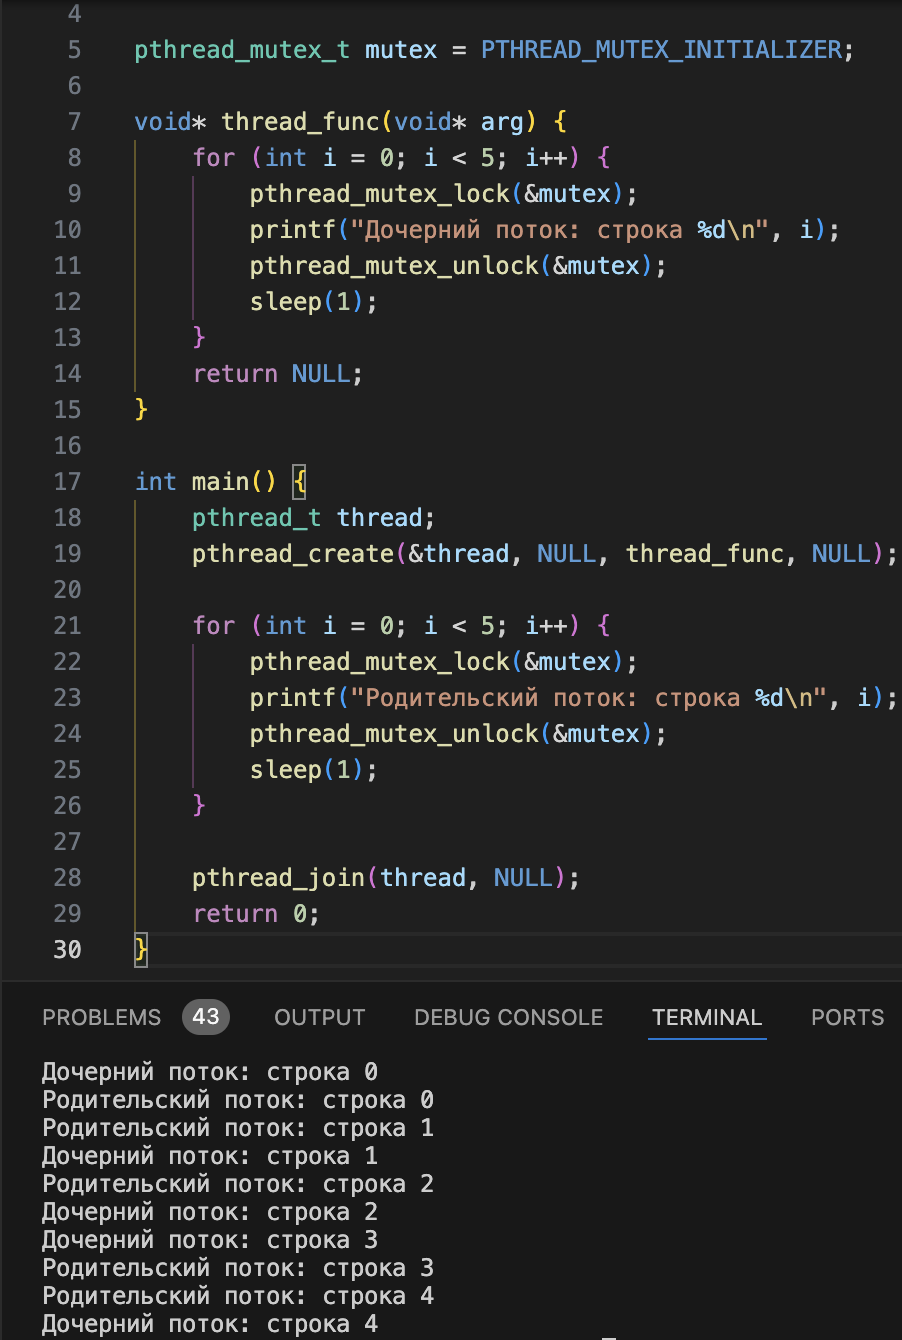 4
5 pthread_mutex_t mutex = PTHREAD_MUTEX_INITIALIZER;
6
7 void* thread_func(void* arg) {
8     for (int i = 0; i < 5; i++) {
9         pthread_mutex_lock(&mutex);
10         printf("Дочерний поток: строка %d\n", i);
11         pthread_mutex_unlock(&mutex);
12         sleep(1);
13     }
14     return NULL;
15 }
16
17 int main() {
18     pthread_t thread;
19     pthread_create(&thread, NULL, thread_func, NULL);
20
21     for (int i = 0; i < 5; i++) {
22         pthread_mutex_lock(&mutex);
23         printf("Родительский поток: строка %d\n", i);
24         pthread_mutex_unlock(&mutex);
25         sleep(1);
26     }
27
28     pthread_join(thread, NULL);
29     return 0;
30 }
PROBLEMS 43 OUTPUT DEBUG CONSOLE TERMINAL PORTS
Дочерний поток: строка 0
Родительский поток: строка 0
Родительский поток: строка 1
Дочерний поток: строка 1
Родительский поток: строка 2
Дочерний поток: строка 2
Дочерний поток: строка 3
Родительский поток: строка 3
Родительский поток: строка 4
Дочерний поток: строка 4